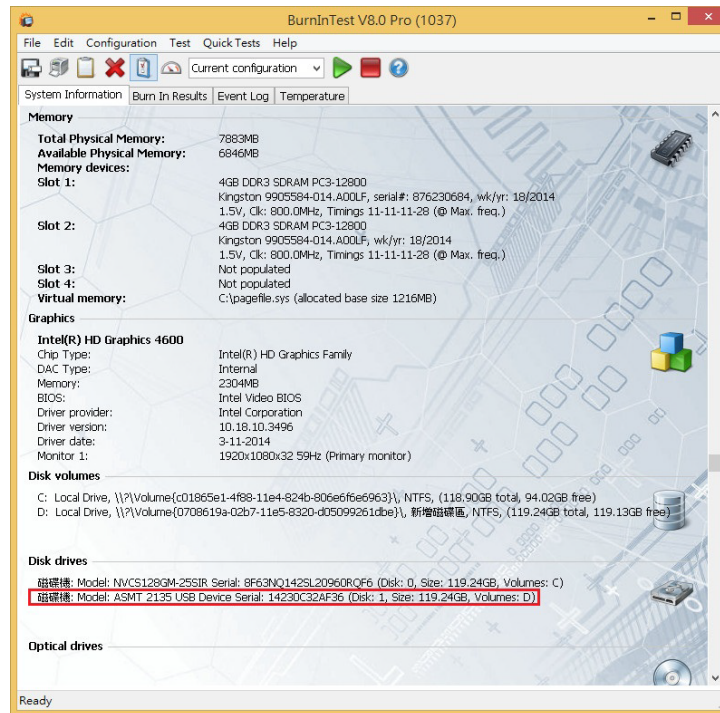 BurnInTest V8.0 Pro (1037)
File Edit Configuration Test Quick Tests Help
Current configuration
System Information Burn In Results Event Log Temperature
Memory
Total Physical Memory: 7883MB
Available Physical Memory: 6846MB
Memory devices:
Slot 1: 4GB DDR3 SDRAM PC3-12800
Kingston 9905584-014.A00LF, serial#: 876230684, wk/yr: 18/2014
1.5V, Clk: 800.0MHz, Timings 11-11-11-28 (@ Max. freq.)
Slot 2: 4GB DDR3 SDRAM PC3-12800
Kingston 9905584-014.A00LF, wk/yr: 18/2014
1.5V, Clk: 800.0MHz, Timings 11-11-11-28 (@ Max. freq.)
Slot 3: Not populated
Slot 4: Not populated
Virtual memory: C:\pagefile.sys (allocated base size 1216MB)
Graphics
Intel(R) HD Graphics 4600
Chip Type: Intel(R) HD Graphics Family
DAC Type: Internal
Memory: 2304MB
BIOS: Intel Video BIOS
Driver provider: Intel Corporation
Driver version: 10.18.10.3496
Driver date: 3-11-2014
Monitor 1: 1920x1080x32 59Hz (Primary monitor)
Disk volumes
C: Local Drive, \\?\Volume{c01865e1-4f88-11e4-824b-806e6f6e6963}\, NTFS, (118.90GB total, 94.02GB free)
D: Local Drive, \\?\Volume{0708619a-02b7-11e5-8320-d05099261dbe}\, 新增磁碟區, NTFS, (119.24GB total, 119.13GB free)
Disk drives
磁碟機: Model: NVCS128GM-25SIR Serial: 8F63NQ142SL20960RQF6 (Disk: 0, Size: 119.24GB, Volumes: C)
磁碟機: Model: ASMT 2135 USB Device Serial: 14230C32AF36 (Disk: 1, Size: 119.24GB, Volumes: D)
Optical drives
Ready